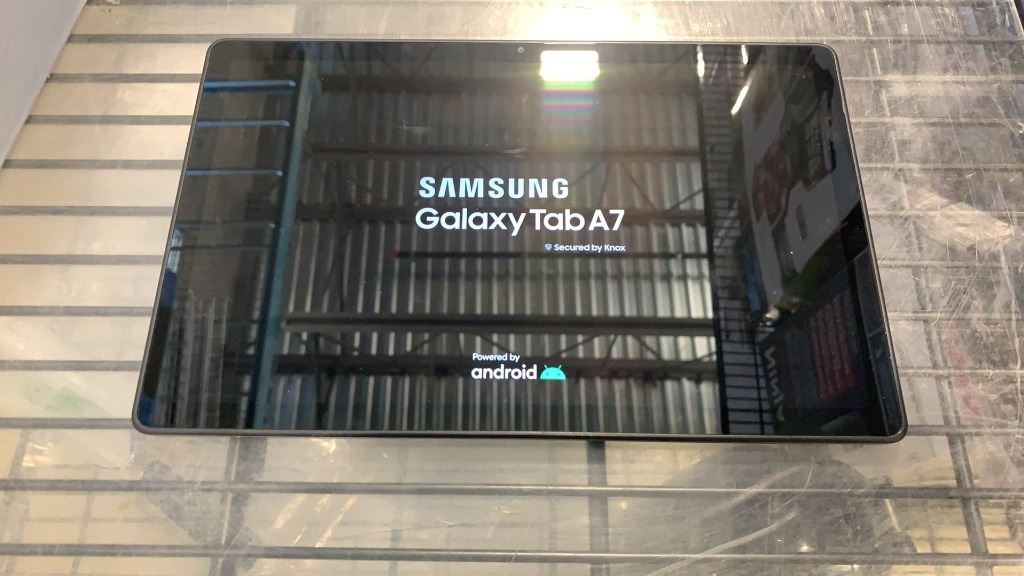 SAMSUNG
Galaxy Tab A7
Secured by Knox
Powered by
android